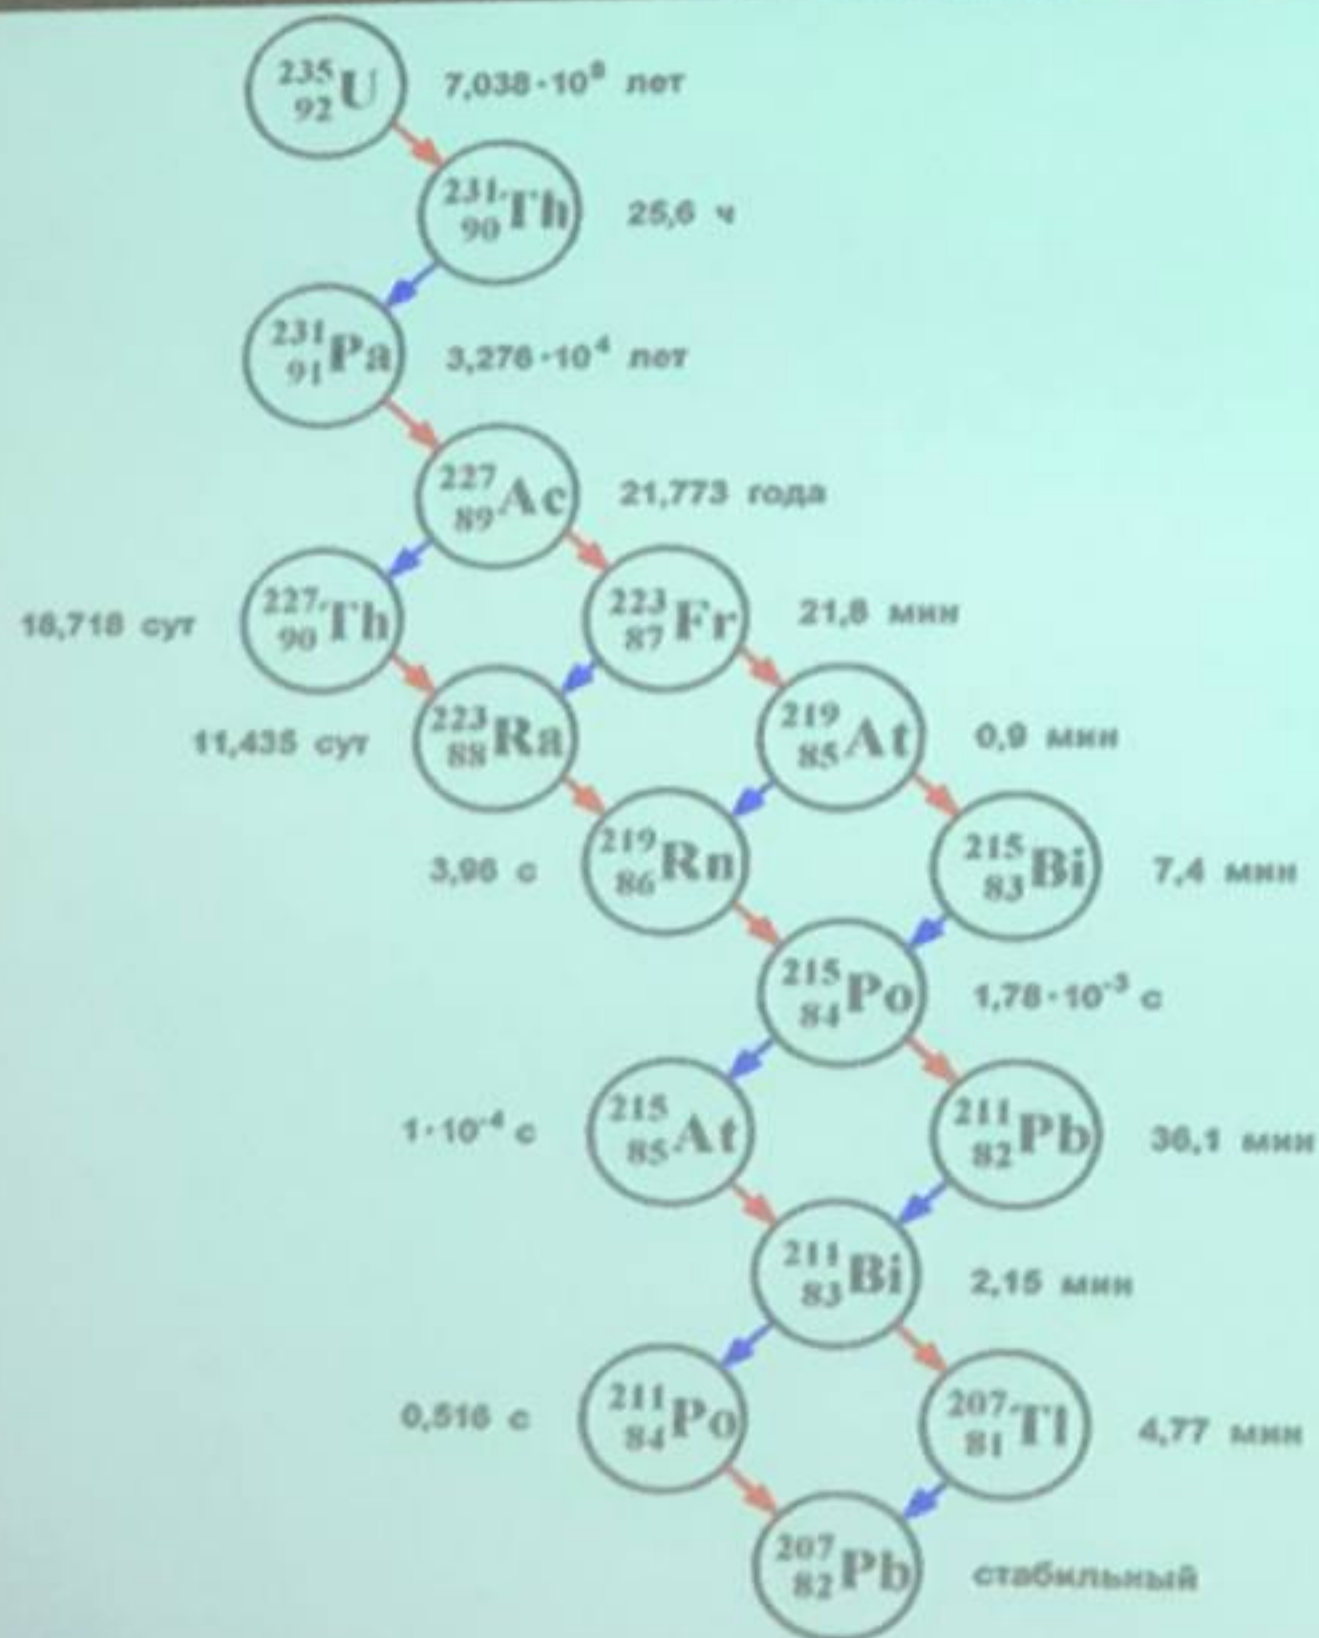 235 92 U 7,038·10⁸ лет
231 90 Th 25,6 ч
231 91 Pa 3,276·10⁴ лет
227 89 Ac 21,773 года
18,718 сут 227 90 Th 223 87 Fr 21,8 мин
11,435 сут 223 88 Ra 219 85 At 0,9 мин
3,96 с 219 86 Rn 215 83 Bi 7,4 мин
215 84 Po 1,78·10⁻³ с
1·10⁻⁴ с 215 85 At 211 82 Pb 36,1 мин
211 83 Bi 2,15 мин
0,516 с 211 84 Po 207 81 Tl 4,77 мин
207 82 Pb стабильный